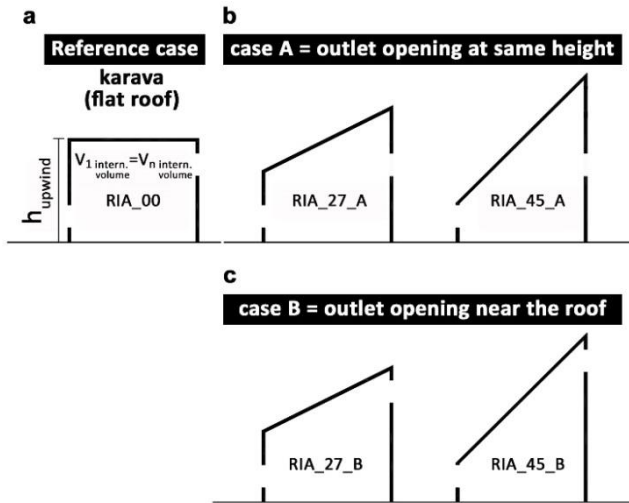 a
Reference case
karava
(flat roof)
V1 intern. volume=Vn intern. volume
RIA_00
hupwind
b
case A = outlet opening at same height
RIA_27_A
RIA_45_A
c
case B = outlet opening near the roof
RIA_27_B
RIA_45_B